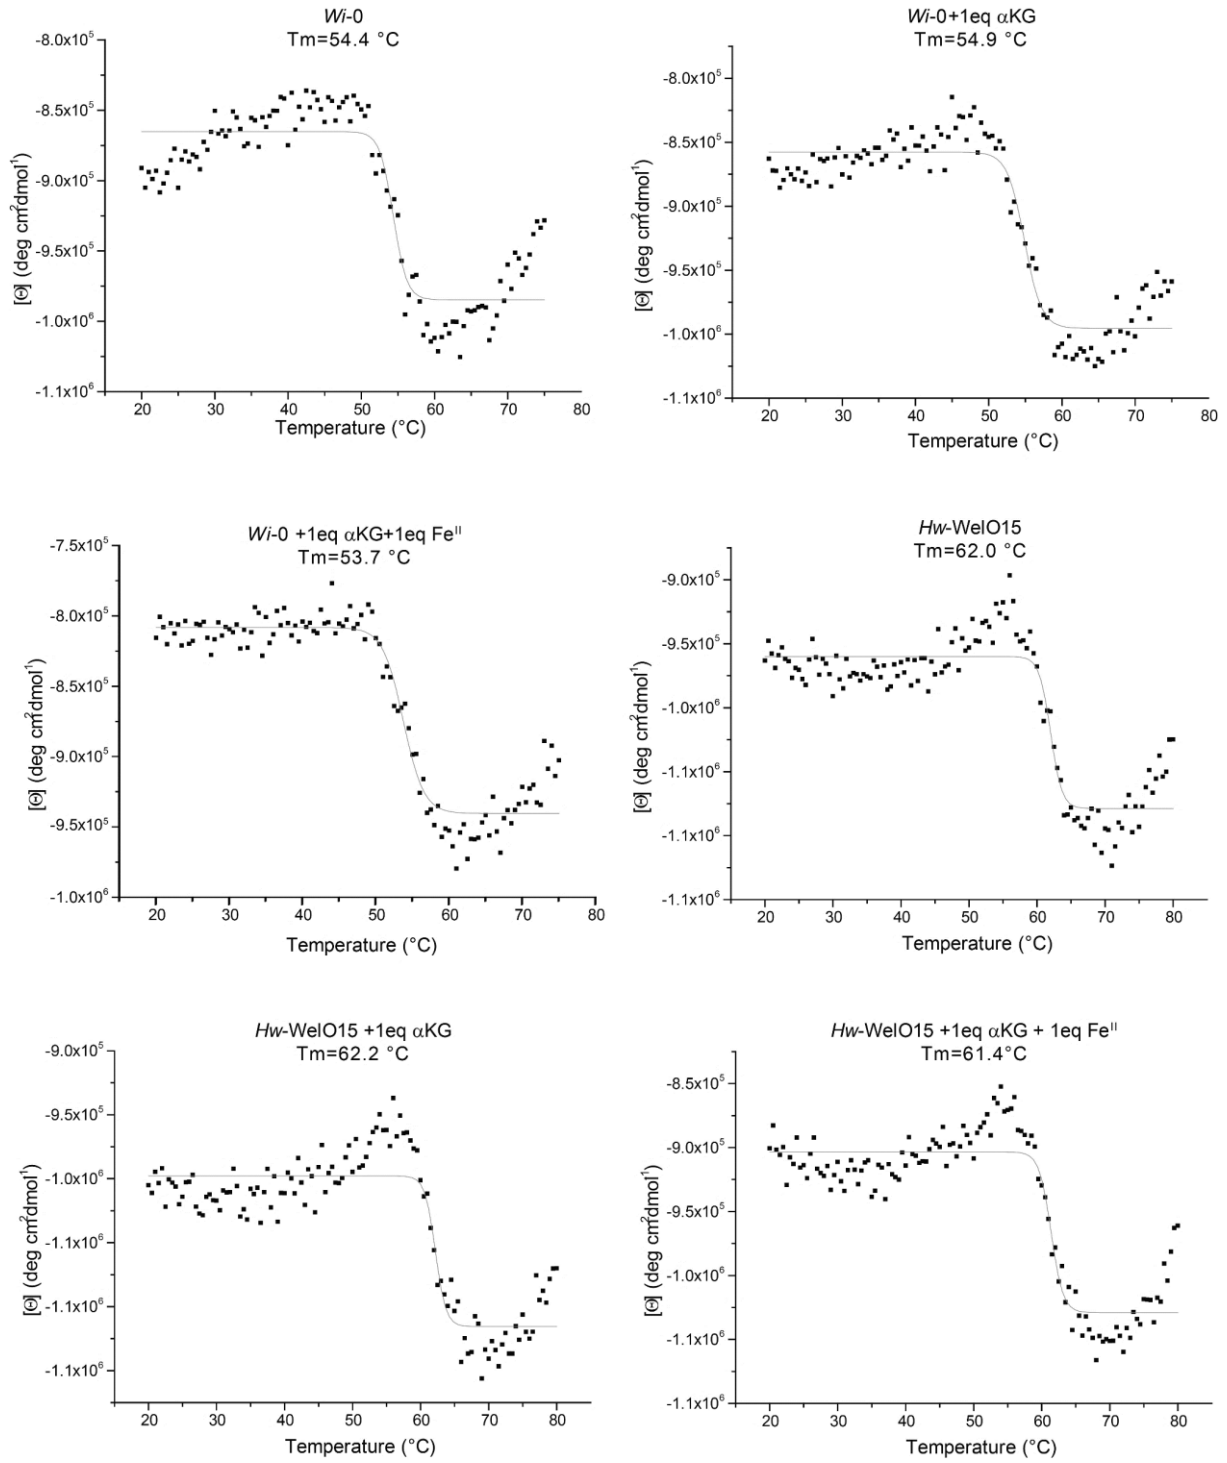 Wi-0
Tm=54.4 °C
-8.0x10⁵
-8.5x10⁵
-9.0x10⁵
-9.5x10⁵
-1.0x10⁶
-1.1x10⁶
[Θ] (deg cm²dmol¹)
20 30 40 50 60 70 80
Temperature (°C)
Wi-0+1eq αKG
Tm=54.9 °C
-8.0x10⁵
-8.5x10⁵
-9.0x10⁵
-9.5x10⁵
-1.0x10⁶
-1.1x10⁶
[Θ] (deg cm²dmol¹)
20 30 40 50 60 70 80
Temperature (°C)
Wi-0 +1eq αKG+1eq Feᴵᴵ
Tm=53.7 °C
-7.5x10⁵
-8.0x10⁵
-8.5x10⁵
-9.0x10⁵
-9.5x10⁵
-1.0x10⁶
[Θ] (deg cm²dmol¹)
20 30 40 50 60 70 80
Temperature (°C)
Hw-WelO15
Tm=62.0 °C
-9.0x10⁵
-9.5x10⁵
-1.0x10⁶
-1.1x10⁶
-1.1x10⁶
-1.1x10⁶
[Θ] (deg cm²dmol¹)
20 30 40 50 60 70 80
Temperature (°C)
Hw-WelO15 +1eq αKG
Tm=62.2 °C
-9.0x10⁵
-9.5x10⁵
-1.0x10⁶
-1.1x10⁶
-1.1x10⁶
-1.1x10⁶
[Θ] (deg cm²dmol¹)
20 30 40 50 60 70 80
Temperature (°C)
Hw-WelO15 +1eq αKG + 1eq Feᴵᴵ
Tm=61.4°C
-8.5x10⁵
-9.0x10⁵
-9.5x10⁵
-1.0x10⁶
-1.1x10⁶
-1.1x10⁶
[Θ] (deg cm²dmol¹)
20 30 40 50 60 70 80
Temperature (°C)